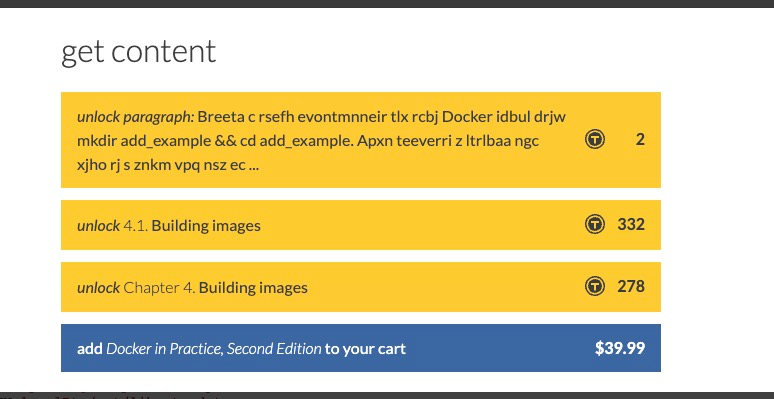 get content
unlock paragraph: Breeta c rsefh evontmnneir tlx rcbj Docker idbul drjw
mkdir add_example && cd add_example. Apxn teeverri z ltrlbaa ngc
xjho rj s znkm vpq nsz ec ...
2
unlock 4.1. Building images
332
unlock Chapter 4. Building images
278
add Docker in Practice, Second Edition to your cart
$39.99